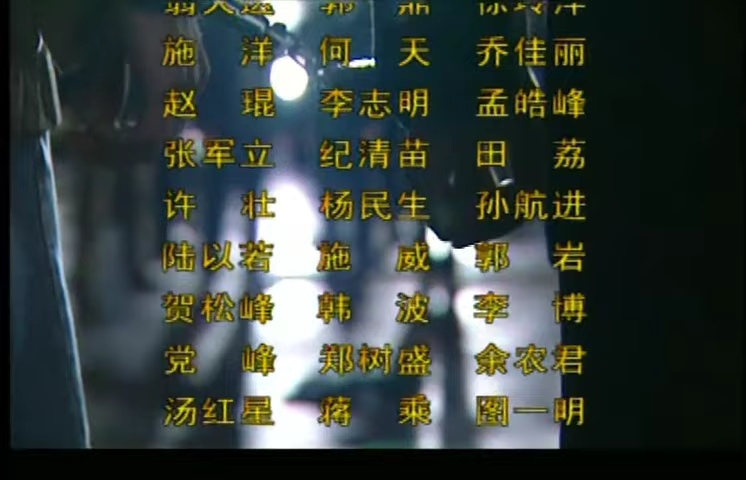 施洋 何天 乔佳丽
赵琨 李志明 孟皓峰
张军立 纪清苗 田荔
许壮 杨民生 孙航进
陆以若 施威 郭岩
贺松峰 韩波 李博
党峰 郑树盛 余农君
汤红星 蒋乘 图一明